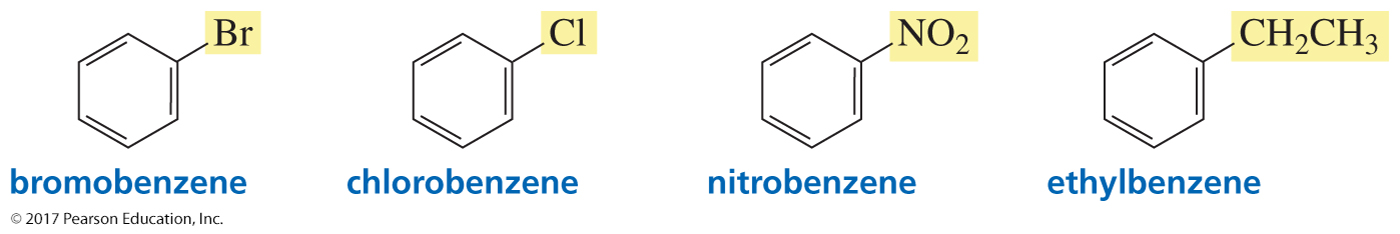 Br Cl NO₂ CH₂CH₃
bromobenzene chlorobenzene nitrobenzene ethylbenzene
© 2017 Pearson Education, Inc.